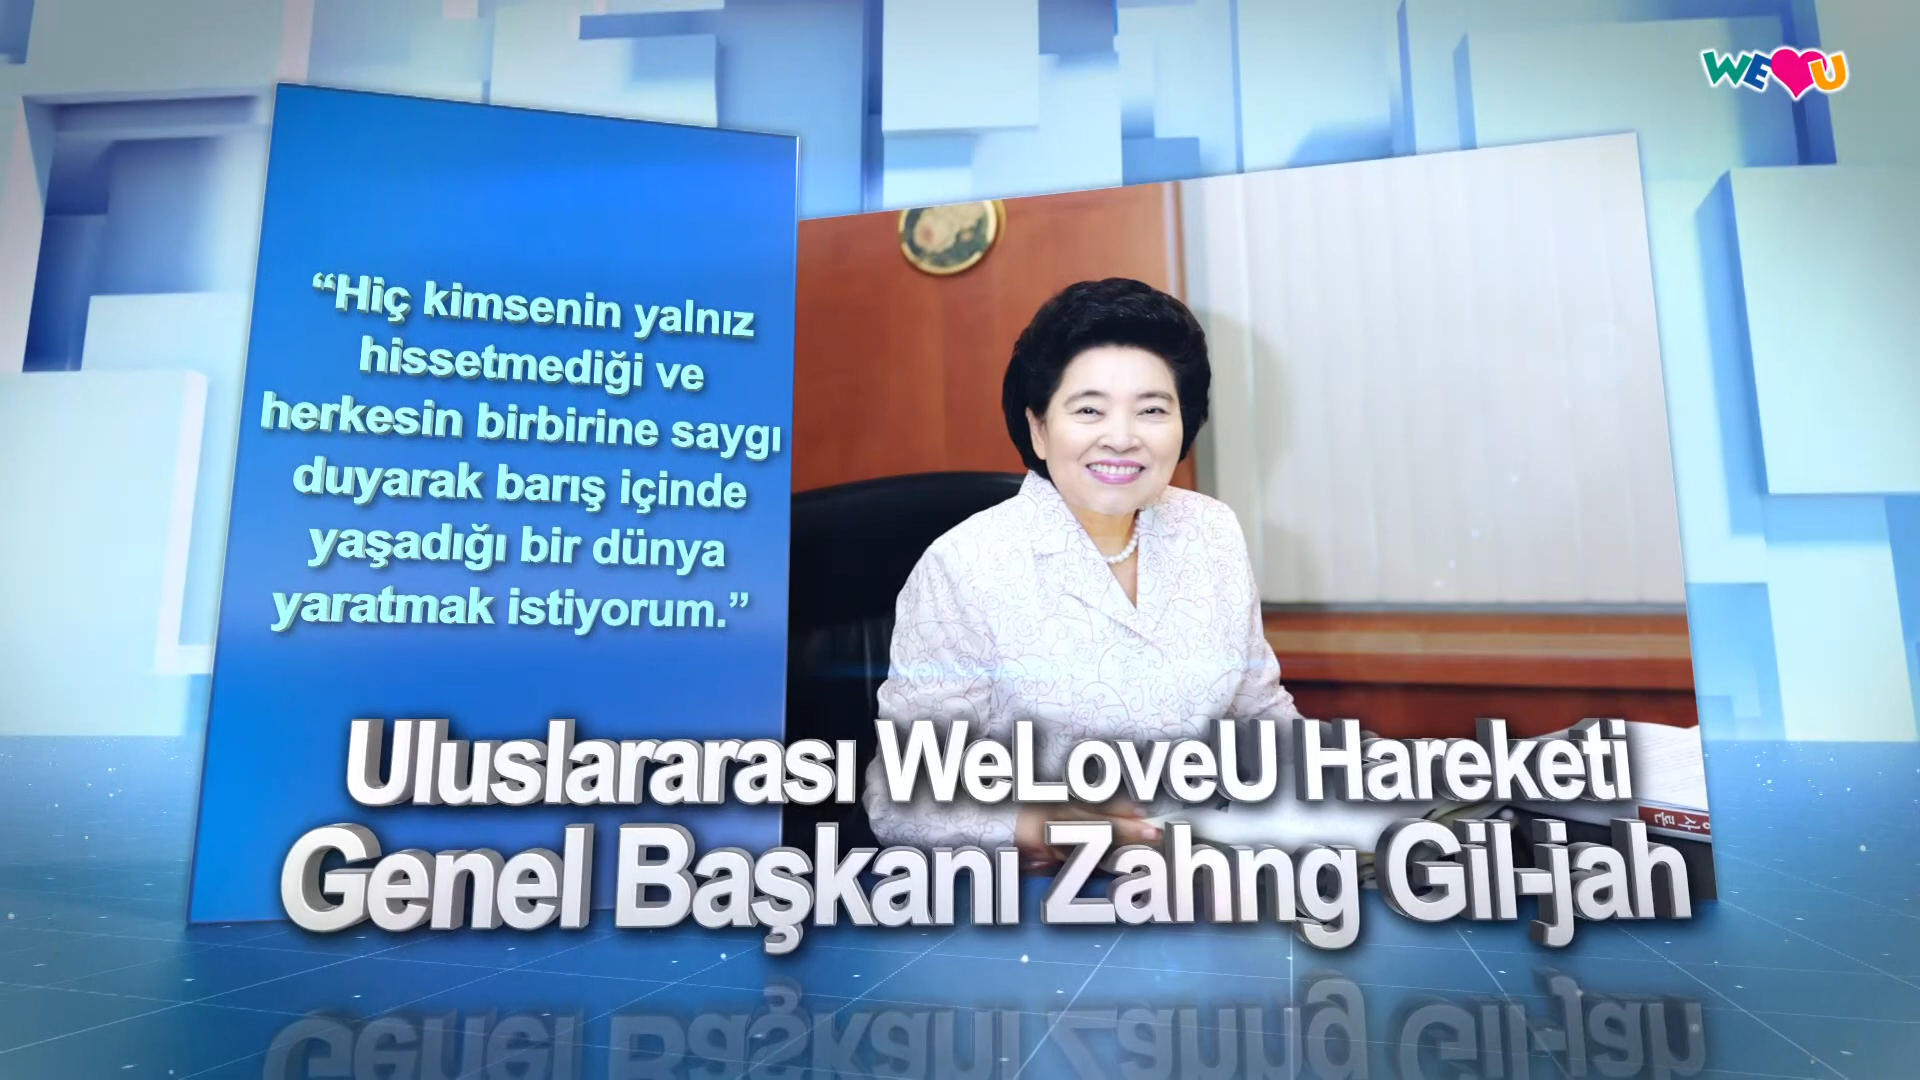 WE U
“Hiç kimsenin yalnız
hissetmediği ve
herkesin birbirine saygı
duyarak barış içinde
yaşadığı bir dünya
yaratmak istiyorum.”
Uluslararası WeLoveU Hareketi
Genel Başkanı Zahng Gil-jah